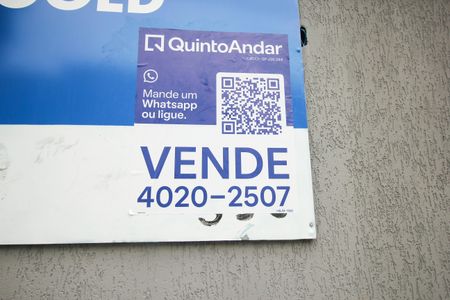 QuintoAndar
Mande um
Whatsapp
ou ligue.
VENDE
4020-2507